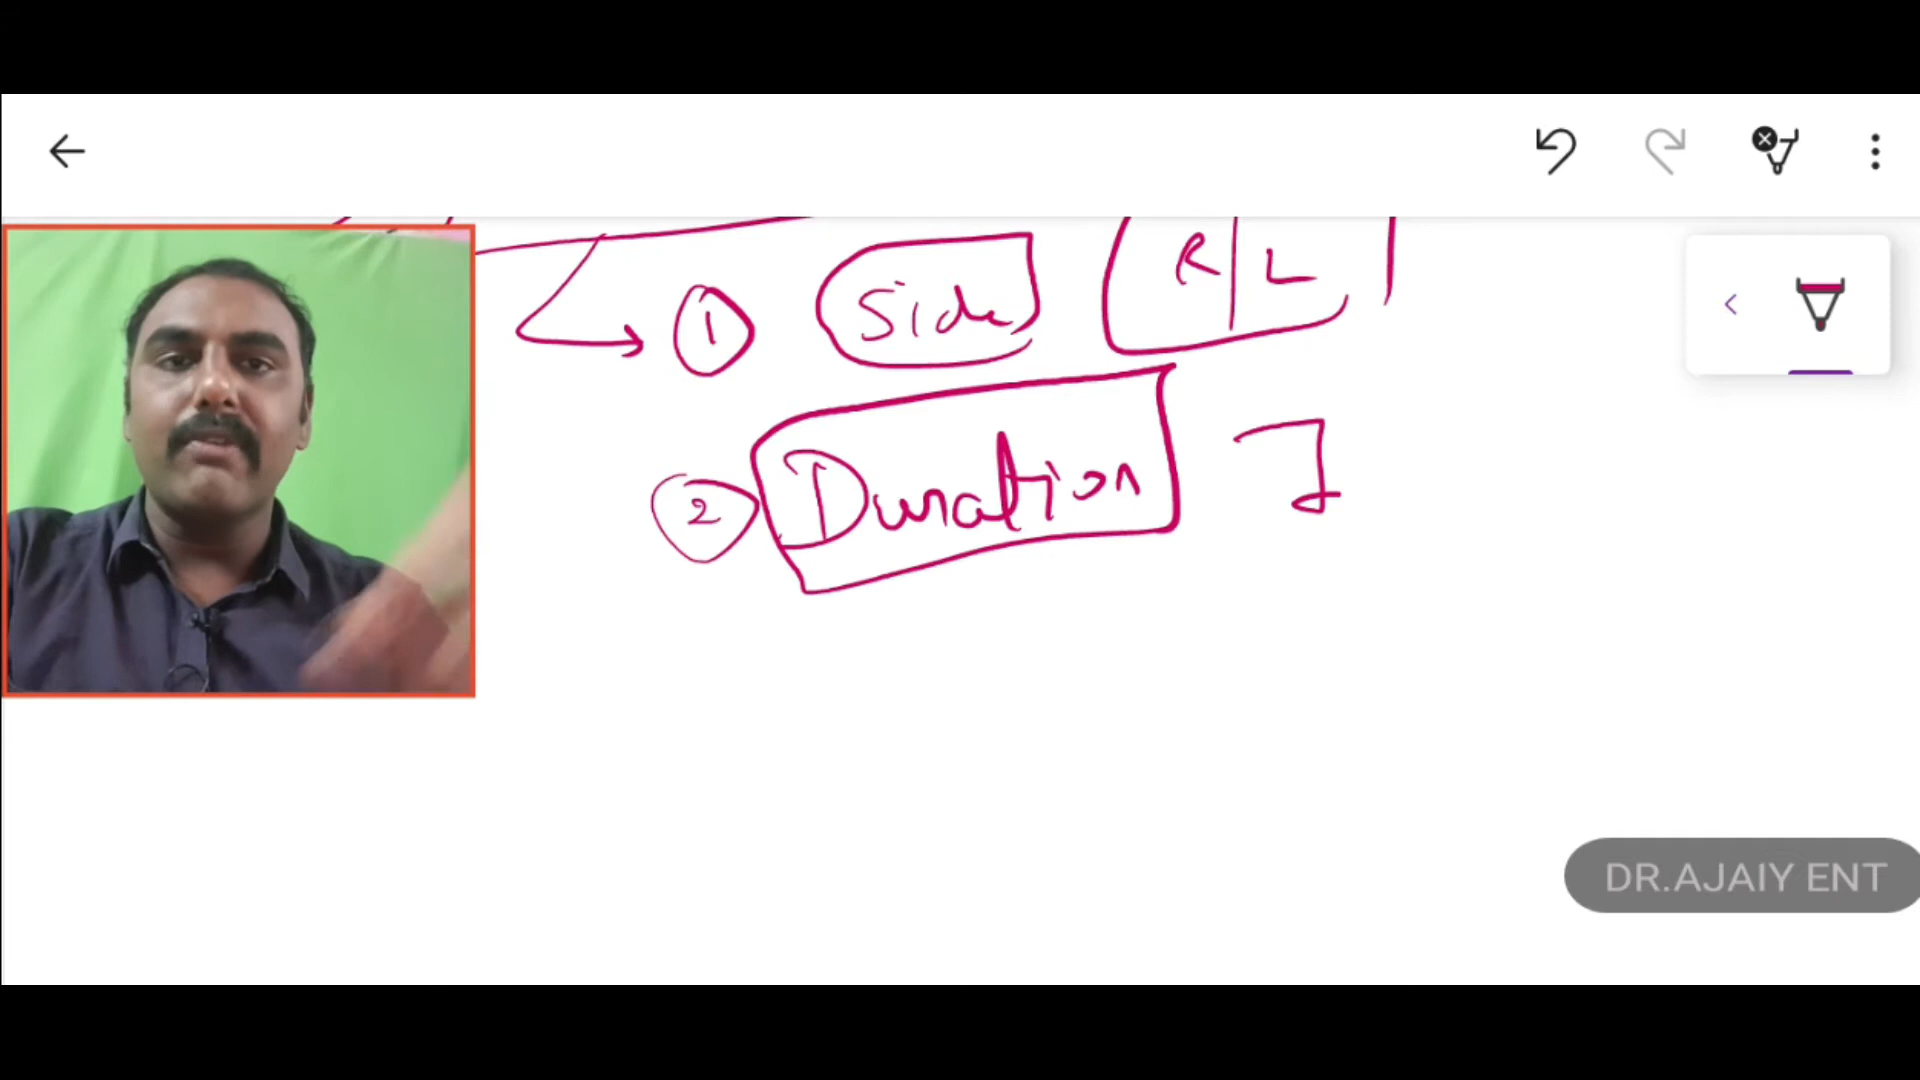 ① Side R/L
② Duration
DR.AJAIY ENT